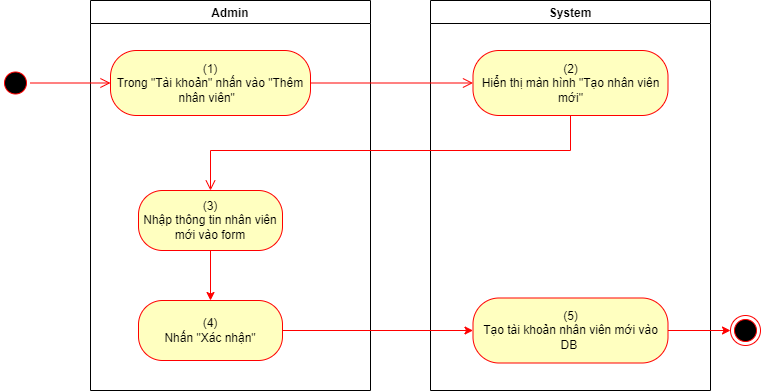 Admin
System
(1)
Trong "Tài khoản" nhấn vào "Thêm
nhân viên"
(2)
Hiển thị màn hình "Tạo nhân viên
mới"
(3)
Nhập thông tin nhân viên
mới vào form
(4)
Nhấn "Xác nhận"
(5)
Tạo tài khoản nhân viên mới vào
DB